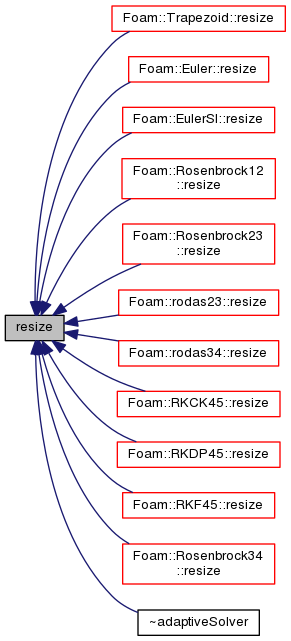 Foam::Trapezoid::resize
Foam::Euler::resize
Foam::EulerSI::resize
Foam::Rosenbrock12
::resize
Foam::Rosenbrock23
::resize
Foam::rodas23::resize
resize
Foam::rodas34::resize
Foam::RKCK45::resize
Foam::RKDP45::resize
Foam::RKF45::resize
Foam::Rosenbrock34
::resize
~adaptiveSolver